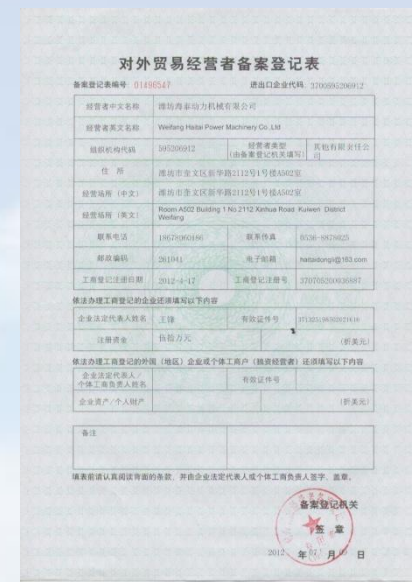 对外贸易经营者备案登记表
备案登记表编号 01496547 进出口企业代码 3700595206912
经营者中文名称 潍坊海泰动力机械有限公司
经营者英文名称 Weifang Haitai Power Machinery Co.,Ltd
组织机构代码 595206912 经营者类型 (由备案登记机关填写) 其他有限责任公司
住 所 潍坊市奎文区新华路2112号1号楼A502室
经营场所 (中文) 潍坊市奎文区新华路2112号1号楼A502室
经营场所 (英文) Room A502 Building 1 No.2112 Xinhua Road Kuiwen District Weifang
联系电话 联系传真 0536-8876825
邮政编码 261041 电子邮箱 @163.com
工商登记注册日期 2012-4-17 工商登记注册号
依法办理工商登记的企业还须填写以下内容
企业法定代表人姓名 王锋 有效证件号
注册资金 伍拾万元 (折美元)
依法办理工商登记的外国 (地区) 企业或个体工商户 (独资经营者) 还须填写以下内容
企业法定代表人/
个体工商负责人姓名 有效证件号
企业资产/个人财产 (折美元)
备注
填表前请认真阅读背面的条款,并由企业法定代表人或个体工商负责人签字、盖章。
备案登记机关
签 章
2012 年 07 月 日